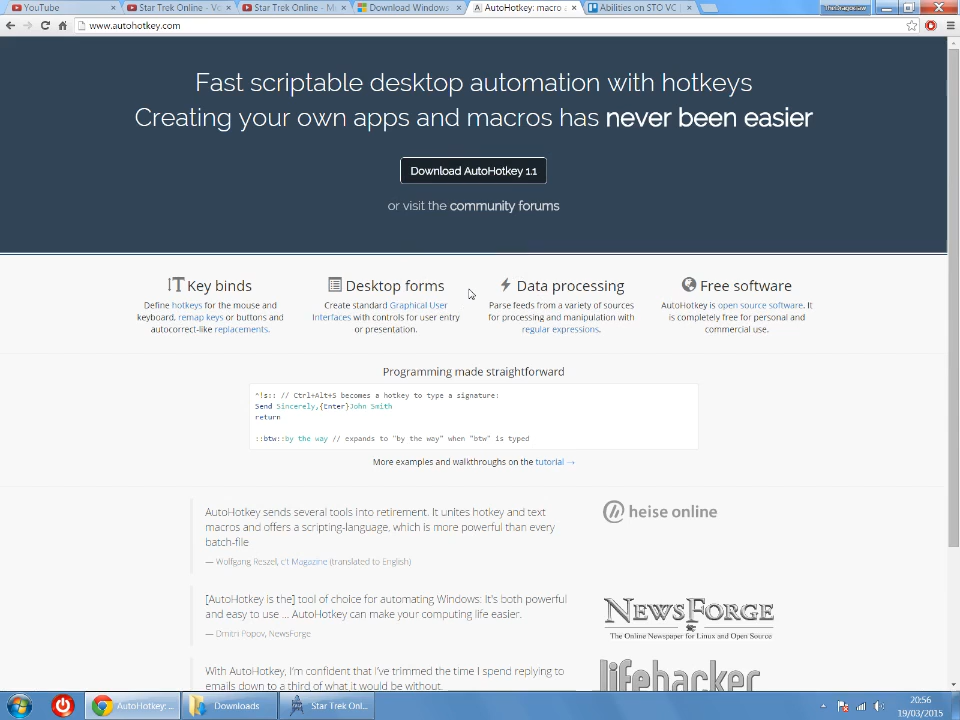 YouTube
Star Trek Online - Vo
Star Trek Online - M
Download Windows
AutoHotkey: macro a
Abilities on STO VC |
www.autohotkey.com
Fast scriptable desktop automation with hotkeys
Creating your own apps and macros has never been easier
Download AutoHotkey 1.1
or visit the community forums
Key binds
Define hotkeys for the mouse and
keyboard, remap keys or buttons and
autocorrect-like replacements.
Desktop forms
Create standard Graphical User
Interfaces with controls for user entry
or presentation.
Data processing
Parse feeds from a variety of sources
for processing and manipulation with
regular expressions.
Free software
AutoHotkey is open source software. It
is completely free for personal and
commercial use.
Programming made straightforward
^!s:: // Ctrl+Alt+S becomes a hotkey to type a signature:
Send Sincerely,{Enter}John Smith
return
::btw::by the way // expands to "by the way" when "btw" is typed
More examples and walkthroughs on the tutorial →
AutoHotkey sends several tools into retirement. It unites hotkey and text
macros and offers a scripting-language, which is more powerful than every
batch-file
— Wolfgang Reszel, c't Magazine (translated to English)
heise online
[AutoHotkey is the] tool of choice for automating Windows: it's both powerful
and easy to use ... AutoHotkey can make your computing life easier.
— Dmitri Popov, NewsForge
NEWSFORGE
The Online Newspaper for Linux and Open Source
With AutoHotkey, I'm confident that I've trimmed the time I spend replying to
emails down to a third of what it would be without.
lifehacker
AutoHotkey: ...
Downloads
Star Trek Onl...
20:56
19/03/2015